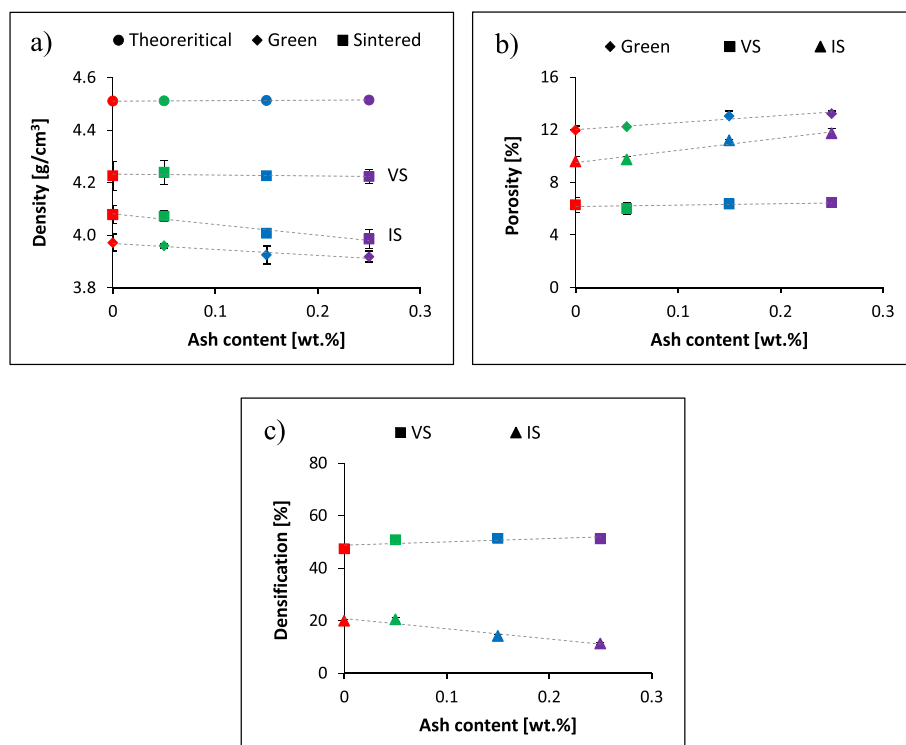 a)
Theoreritical Green Sintered
Density [g/cm³]
4.6
4.4
4.2
4.0
3.8
VS
IS
0 0.1 0.2 0.3
Ash content [wt.%]
b)
Green VS IS
Porosity [%]
16
12
8
4
0
0 0.1 0.2 0.3
Ash content [wt.%]
c)
VS IS
Densification [%]
80
60
40
20
0
0 0.1 0.2 0.3
Ash content [wt.%]